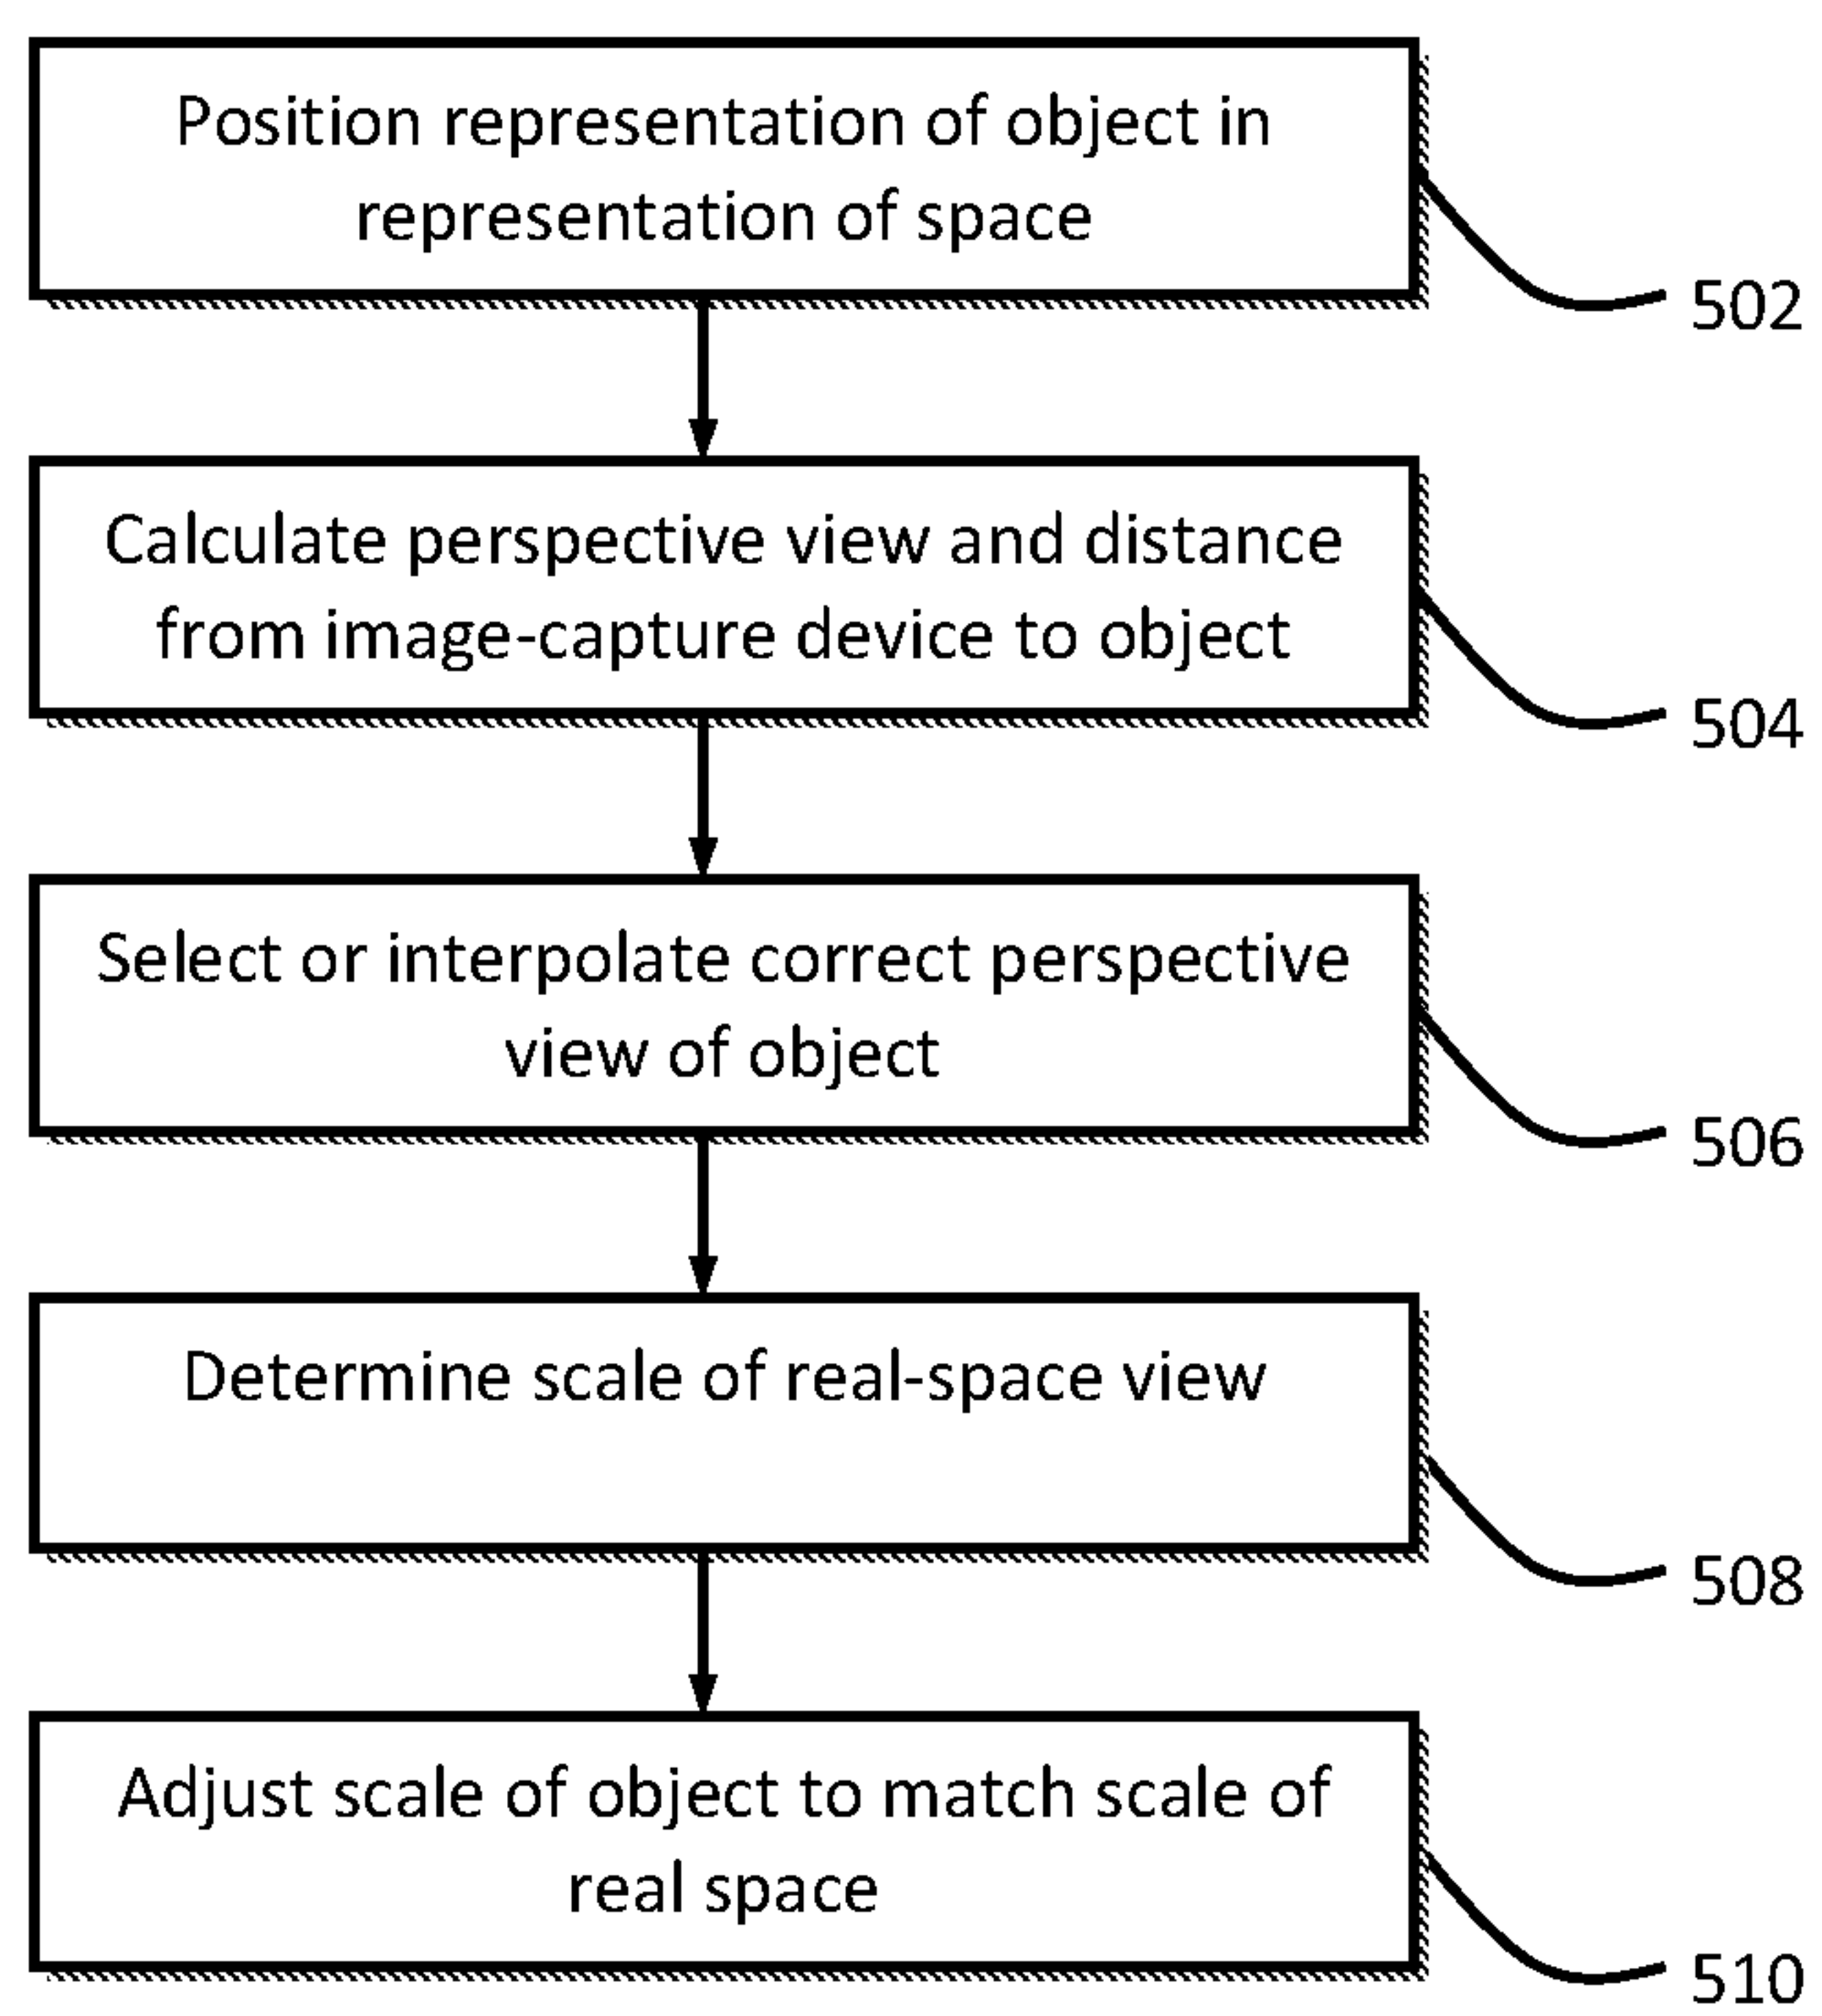 Position representation of object in
representation of space
502
Calculate perspective view and distance
from image-capture device to object
504
Select or interpolate correct perspective
view of object
506
Determine scale of real-space view
508
Adjust scale of object to match scale of
real space
510